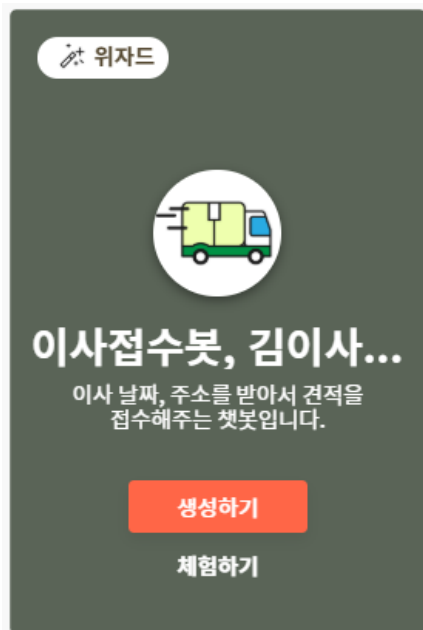 위자드
이사접수봇, 김이사...
이사 날짜, 주소를 받아서 견적을
접수해주는 챗봇입니다.
생성하기
체험하기